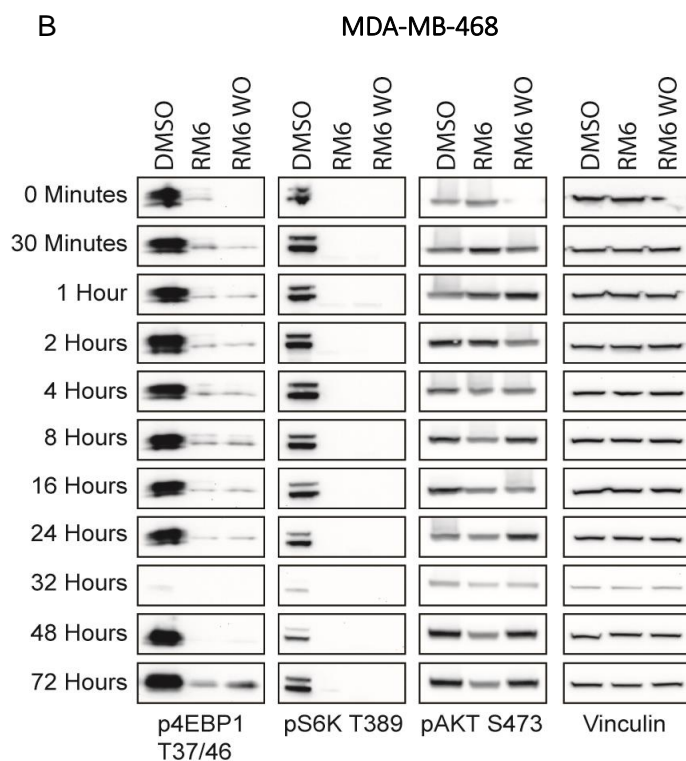 B
MDA-MB-468
DMSO RM6 RM6 WO DMSO RM6 RM6 WO DMSO RM6 RM6 WO DMSO RM6 RM6 WO
0 Minutes
30 Minutes
1 Hour
2 Hours
4 Hours
8 Hours
16 Hours
24 Hours
32 Hours
48 Hours
72 Hours
p4EBP1 pS6K T389 pAKT S473 Vinculin
T37/46